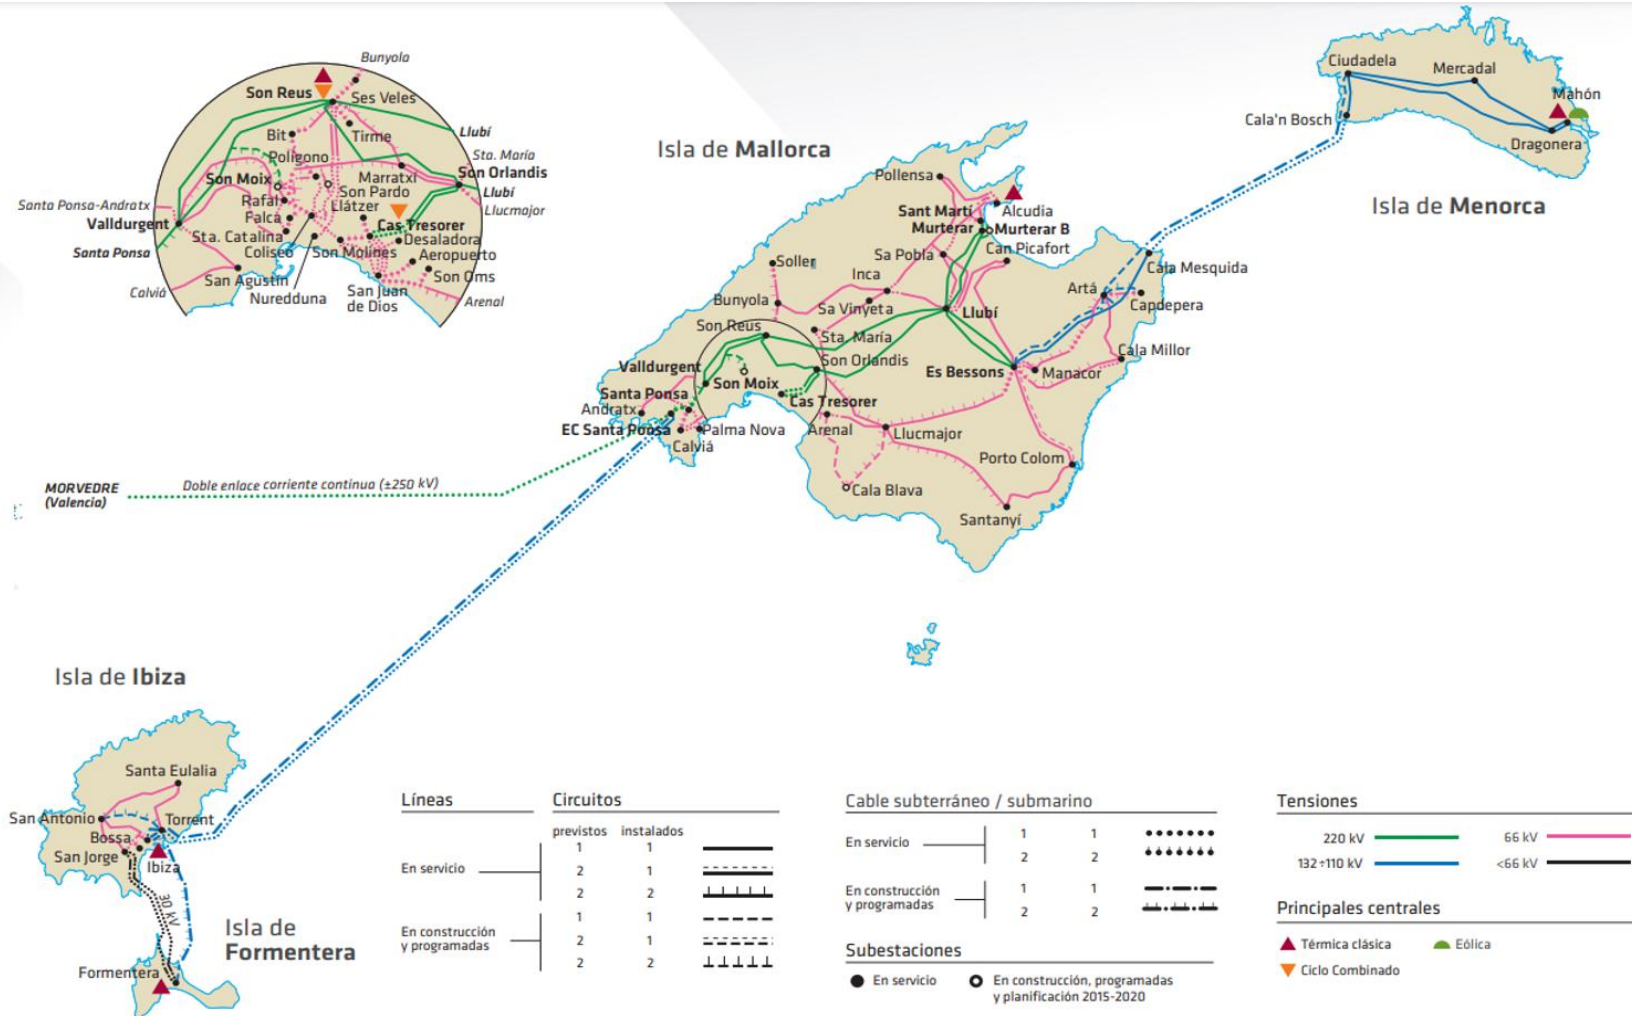 Bunyola
Son Reus
Ses Veles
Bit
Tirme
Llubí
Polígono
Sta. María
Marratxí
Son Orlandis
Son Moix
Son Pardo
Llubí
Rafal
Llátzer
Santa Ponsa-Andratx
Llucmajor
Falca
Valldurgent
Cas Tresorer
Sta. Catalina
Desaladora
Santa Ponsa
Coliseo
Son Molines
Aeropuerto
San Agustín
Son Oms
Calviá
Nuredduna
San Juan
de Dios
Arenal
Isla de Mallorca
Pollensa
Sant Martí
Alcudia
Murterar
Murterar B
Can Picafort
Sa Pobla
Soller
Inca
Cala Mesquida
Artá
Bunyola
Sa Vinyeta
Capdepera
Llubí
Son Reus
Sta. María
Cala Millor
Valldurgent
Son Orlandis
Es Bessons
Manacor
Son Moix
Santa Ponsa
Cas Tresorer
Andratx
EC Santa Ponsa
Palma Nova
Arenal
Llucmajor
Calviá
Porto Colom
Cala Blava
Santanyí
Ciudadela
Mercadal
Mahón
Cala'n Bosch
Dragonera
Isla de Menorca
MORVEDRE
(Valencia)
Doble enlace corriente continua (±250 kV)
Isla de Ibiza
Santa Eulalia
San Antonio
Torrent
Bossa
San Jorge
Ibiza
30 kV
Isla de
Formentera
Formentera
Líneas
Circuitos
previstos instalados
En servicio
1 1
2 1
2 2
En construcción
y programadas
1 1
2 1
2 2
Cable subterráneo / submarino
En servicio
1 1
2 2
En construcción
y programadas
1 1
2 2
Subestaciones
En servicio
En construcción, programadas
y planificación 2015-2020
Tensiones
220 kV
66 kV
132÷110 kV
<66 kV
Principales centrales
Térmica clásica
Eólica
Ciclo Combinado